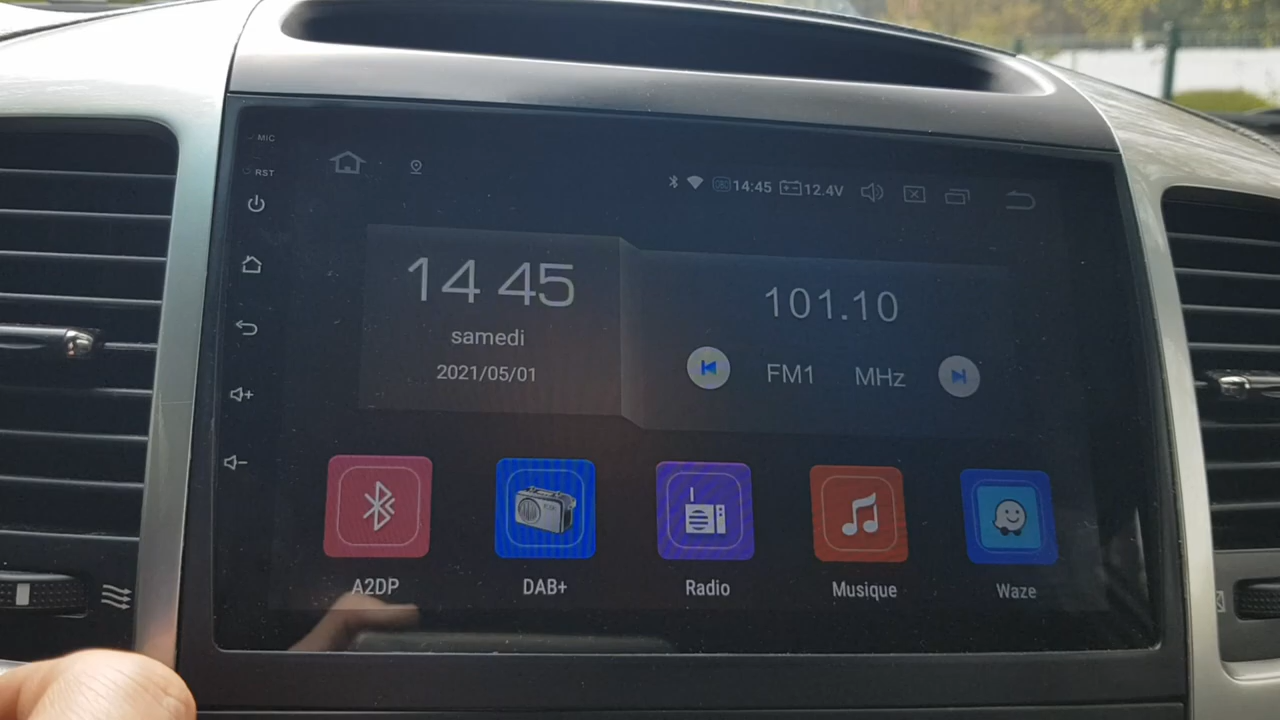 MIC
RST
14:45 12.4V
14 45
samedi
2021/05/01
101.10
FM1 MHz
A2DP
DAB+
Radio
Musique
Waze